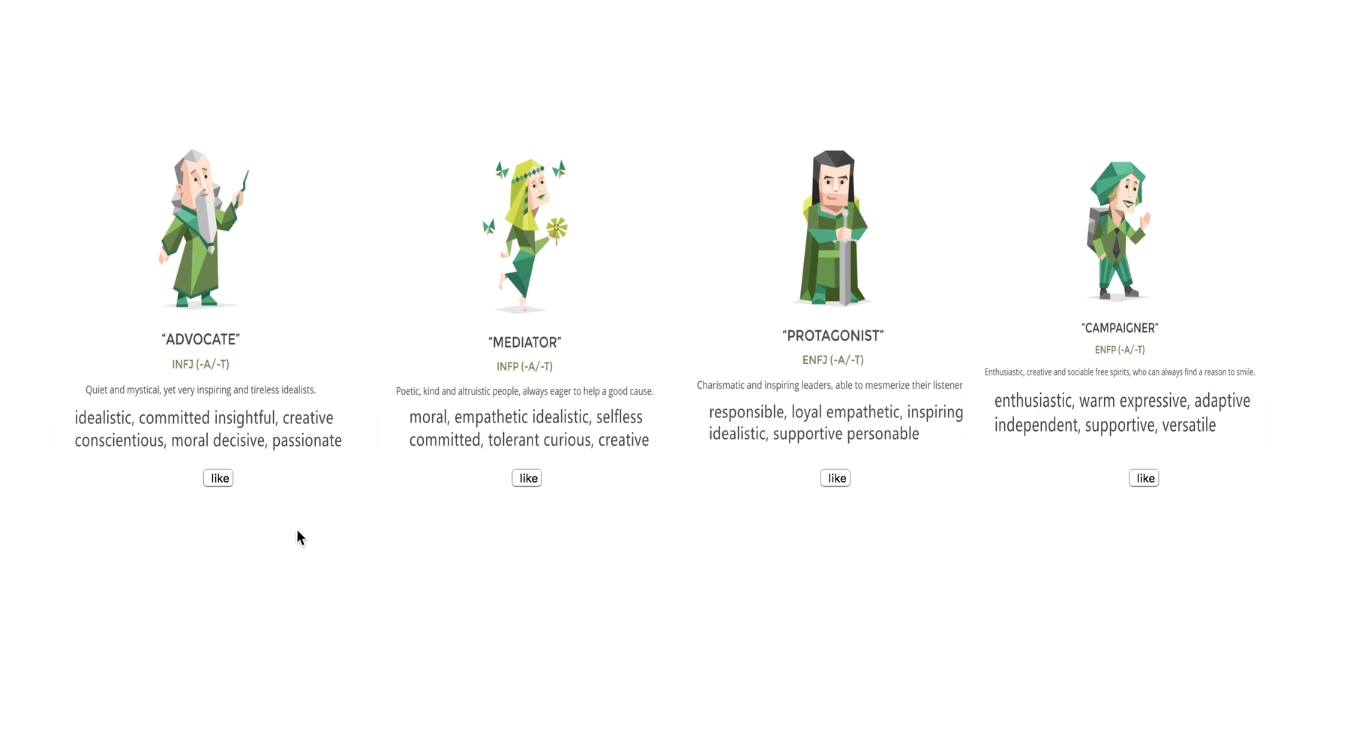 “ADVOCATE”
INFJ (-A/-T)
Quiet and mystical, yet very inspiring and tireless idealists.
idealistic, committed insightful, creative
conscientious, moral decisive, passionate
like
“MEDIATOR”
INFP (-A/-T)
Poetic, kind and altruistic people, always eager to help a good cause.
moral, empathetic idealistic, selfless
committed, tolerant curious, creative
like
“PROTAGONIST”
ENFJ (-A/-T)
Charismatic and inspiring leaders, able to mesmerize their listener
responsible, loyal empathetic, inspiring
idealistic, supportive personable
like
“CAMPAIGNER”
ENFP (-A/-T)
Enthusiastic, creative and sociable free spirits, who can always find a reason to smile.
enthusiastic, warm expressive, adaptive
independent, supportive, versatile
like